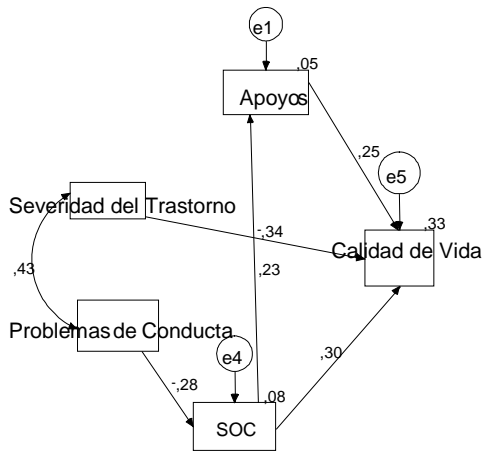 e1
,05
Apoyos
,25
e5
Severidad del Trastorno
-,34
,33
Calidad de Vida
,43
,23
Problemas de Conducta
e4
,30
-,28
,08
SOC